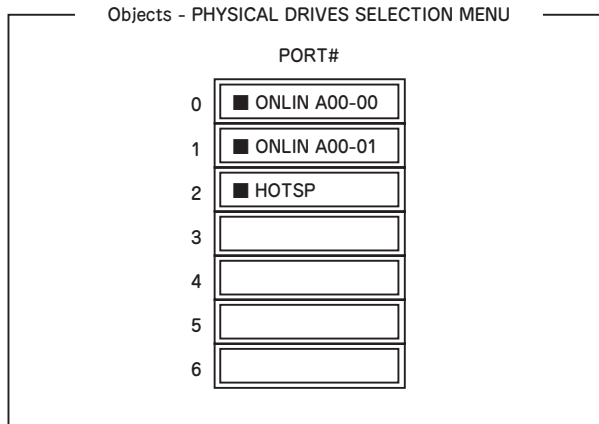 Objects - PHYSICAL DRIVES SELECTION MENU
PORT#
0 ■ ONLIN A00-00
1 ■ ONLIN A00-01
2 ■ HOTSP
3
4
5
6